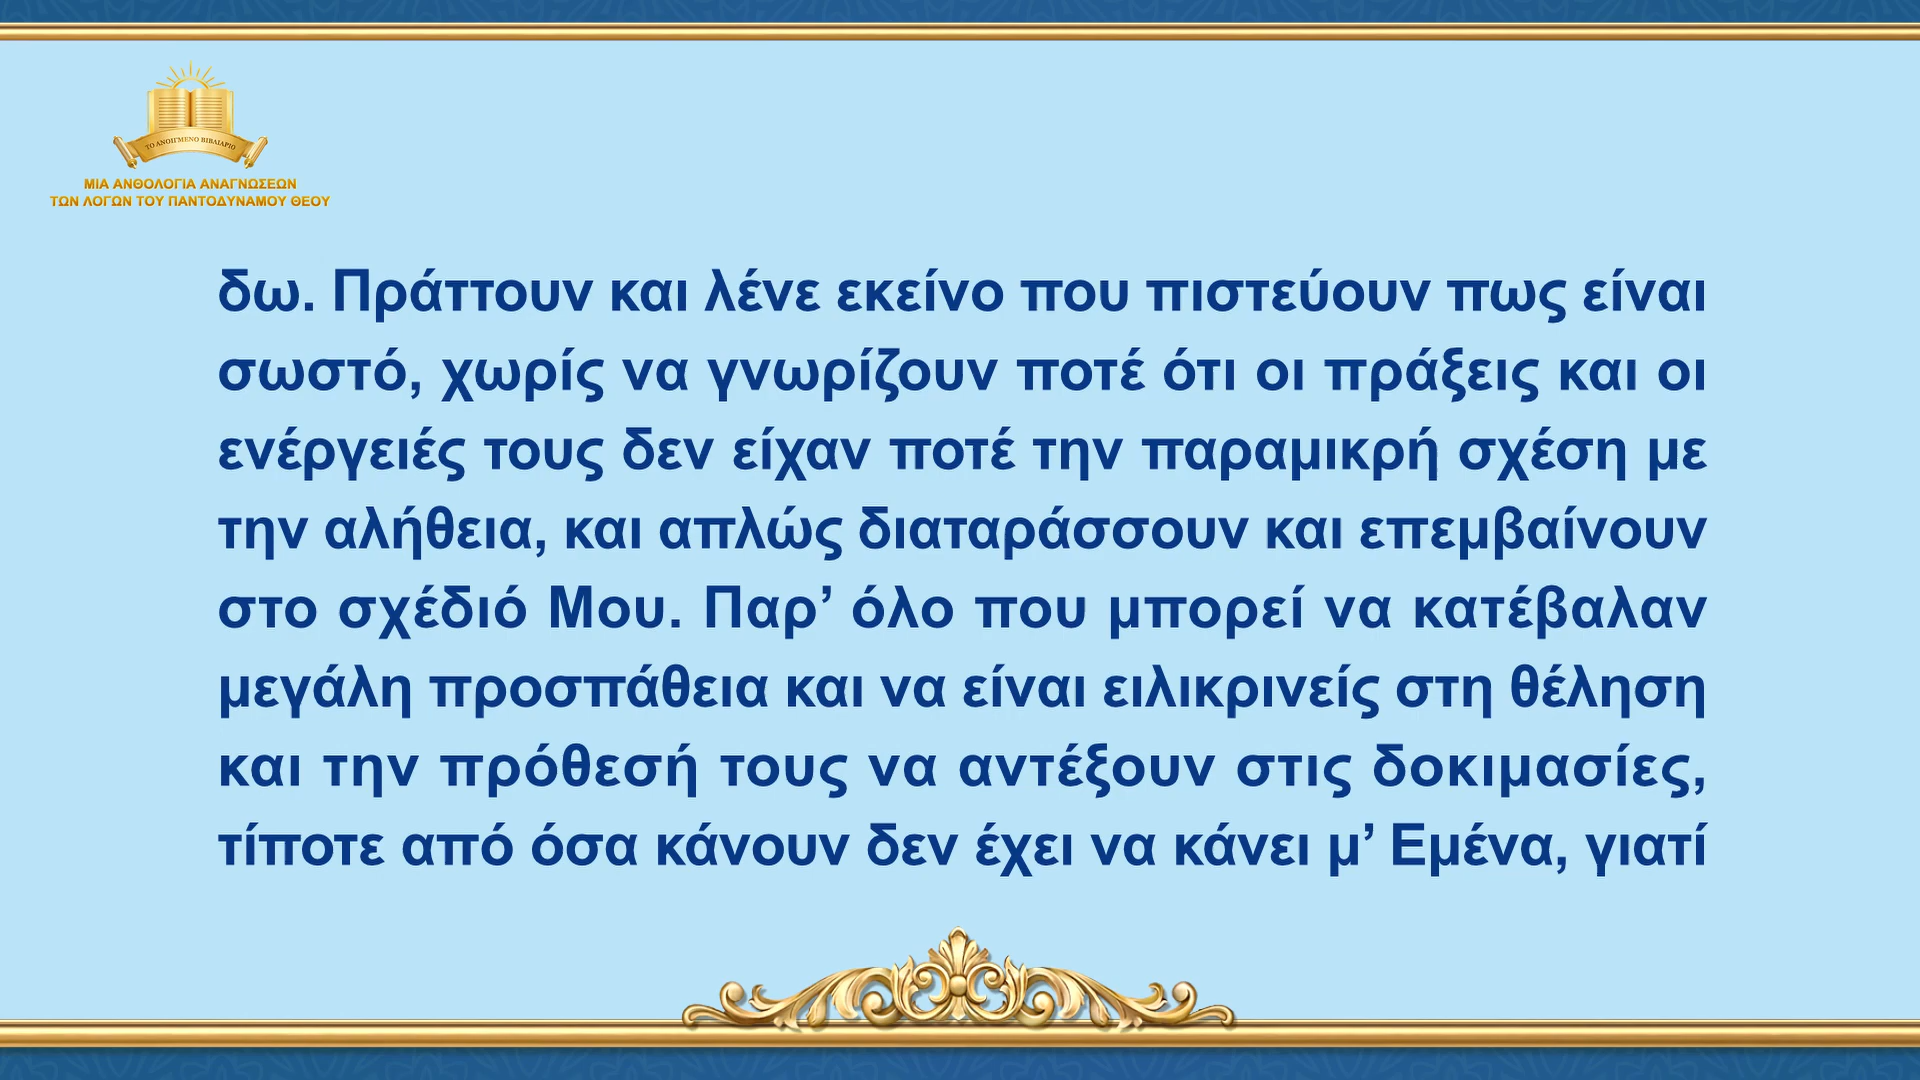 ΤΟ ΑΝΟΙΓΜΕΝΟ ΒΙΒΛΙΑΡΙΟ
ΜΙΑ ΑΝΘΟΛΟΓΙΑ ΑΝΑΓΝΩΣΕΩΝ
ΤΩΝ ΛΟΓΩΝ ΤΟΥ ΠΑΝΤΟΔΥΝΑΜΟΥ ΘΕΟΥ
δω. Πράττουν και λένε εκείνο που πιστεύουν πως είναι
σωστό, χωρίς να γνωρίζουν ποτέ ότι οι πράξεις και οι
ενέργειές τους δεν είχαν ποτέ την παραμικρή σχέση με
την αλήθεια, και απλώς διαταράσσουν και επεμβαίνουν
στο σχέδιό Μου. Παρ’ όλο που μπορεί να κατέβαλαν
μεγάλη προσπάθεια και να είναι ειλικρινείς στη θέληση
και την πρόθεσή τους να αντέξουν στις δοκιμασίες,
τίποτε από όσα κάνουν δεν έχει να κάνει μ’ Εμένα, γιατί